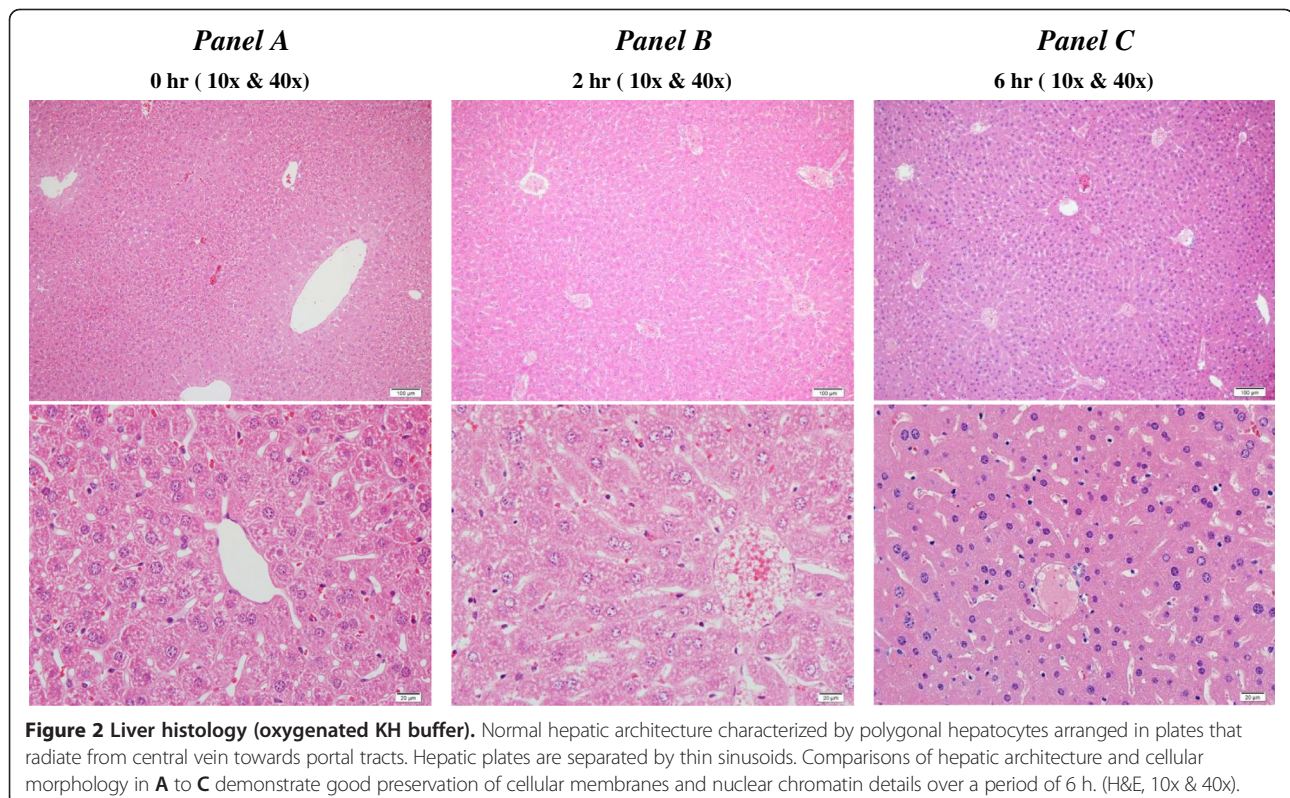 Panel A
Panel B
Panel C
0 hr ( 10x & 40x)
2 hr ( 10x & 40x)
6 hr ( 10x & 40x)
100 µm
100 µm
100 µm
20 µm
20 µm
20 µm
Figure 2 Liver histology (oxygenated KH buffer). Normal hepatic architecture characterized by polygonal hepatocytes arranged in plates that
radiate from central vein towards portal tracts. Hepatic plates are separated by thin sinusoids. Comparisons of hepatic architecture and cellular
morphology in A to C demonstrate good preservation of cellular membranes and nuclear chromatin details over a period of 6 h. (H&E, 10x & 40x).